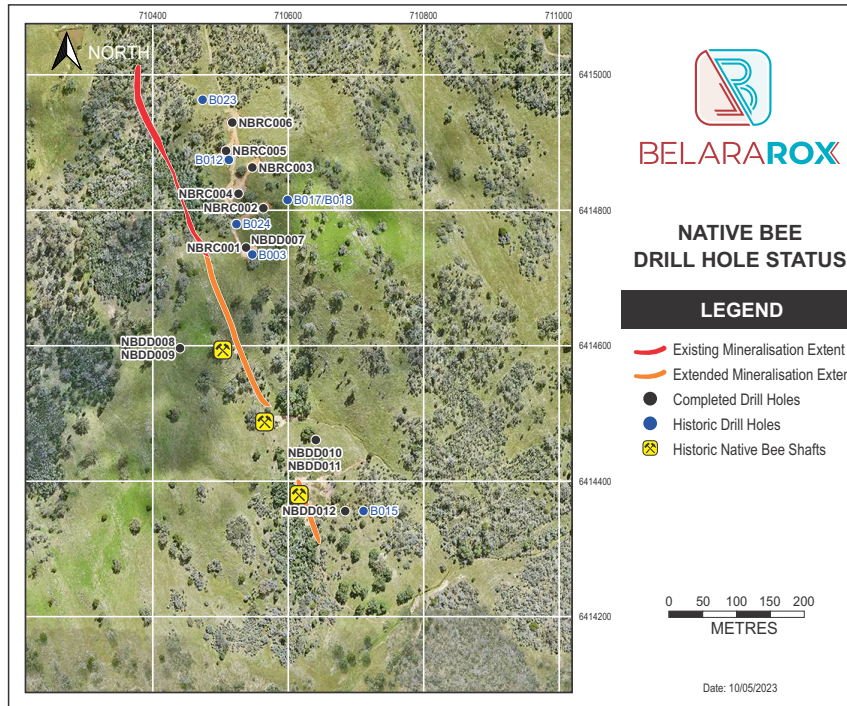 710400 710600 710800 711000
NORTH
6415000
B023
NBRC006
NBRC005
B012
NBRC003
NBRC004
B017/B018
NBRC002
6414800
B024
NBDD007
NBRC001
B003
NBDD008
NBDD009
6414600
NBDD010
NBDD011
6414400
NBDD012
B015
6414200
BELARAROX
NATIVE BEE
DRILL HOLE STATUS
LEGEND
Existing Mineralisation Extent
Extended Mineralisation Exten
Completed Drill Holes
Historic Drill Holes
Historic Native Bee Shafts
0 50 100 150 200
METRES
Date: 10/05/2023